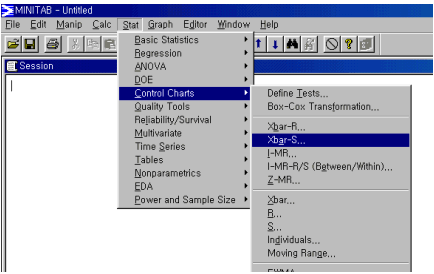 MINITAB - Untitled
File Edit Manip Calc Stat Graph Editor Window Help
Session
Basic Statistics
Regression
ANOVA
DOE
Control Charts
Quality Tools
Reliability/Survival
Multivariate
Time Series
Tables
Nonparametrics
EDA
Power and Sample Size
Define Tests...
Box-Cox Transformation...
Xbar-R...
Xbar-S...
I-MR...
I-MR-R/S (Between/Within)...
Z-MR...
Xbar...
R...
S...
Individuals...
Moving Range...
EWMA...